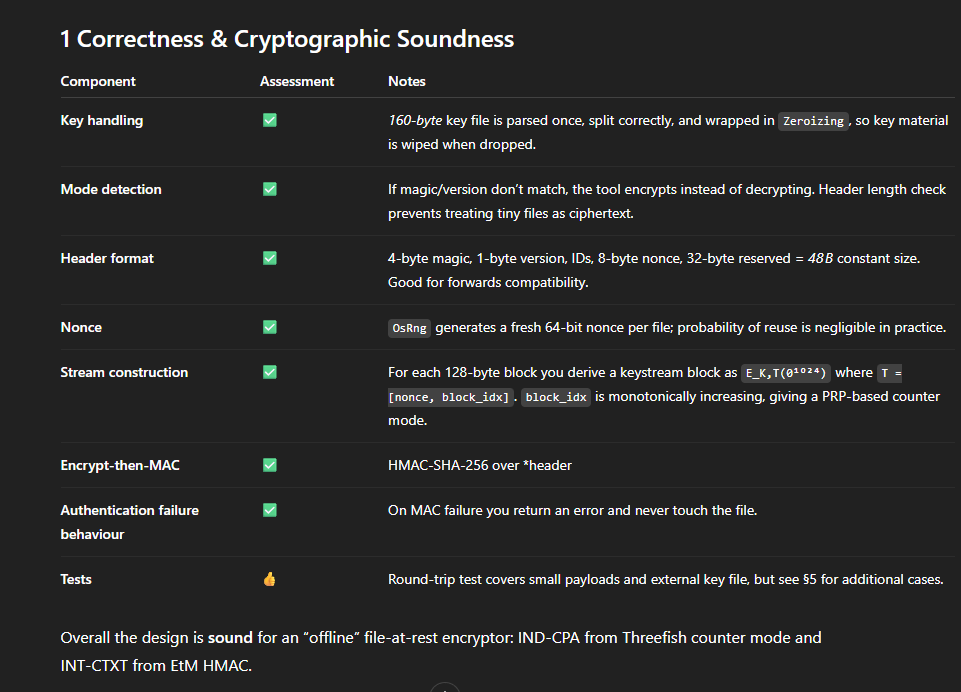 1 Correctness & Cryptographic Soundness
Component Assessment Notes
Key handling ✅ 160-byte key file is parsed once, split correctly, and wrapped in Zeroizing, so key material
is wiped when dropped.
Mode detection ✅ If magic/version don’t match, the tool encrypts instead of decrypting. Header length check
prevents treating tiny files as ciphertext.
Header format ✅ 4-byte magic, 1-byte version, IDs, 8-byte nonce, 32-byte reserved = 48 B constant size.
Good for forwards compatibility.
Nonce ✅ OsRng generates a fresh 64-bit nonce per file; probability of reuse is negligible in practice.
Stream construction ✅ For each 128-byte block you derive a keystream block as E_K,T(0¹⁰²⁴) where T =
[nonce, block_idx]. block_idx is monotonically increasing, giving a PRP-based counter
mode.
Encrypt-then-MAC ✅ HMAC-SHA-256 over *header
Authentication failure ✅ On MAC failure you return an error and never touch the file.
behaviour
Tests 👍 Round-trip test covers small payloads and external key file, but see §5 for additional cases.
Overall the design is sound for an “offline” file-at-rest encryptor: IND-CPA from Threefish counter mode and
INT-CTXT from EtM HMAC.